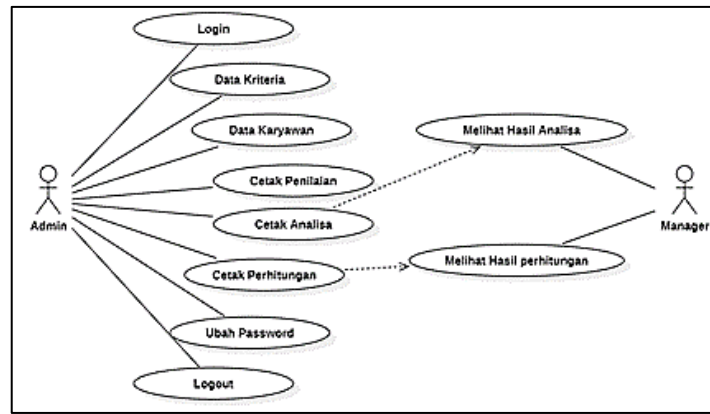 Login
Data Kriteria
Data Karyawan
Melihat Hasil Analisa
Cetak Penilaian
Admin
Cetak Analisa
Manager
Cetak Perhitungan
Melihat Hasil perhitungan
Ubah Password
Logout